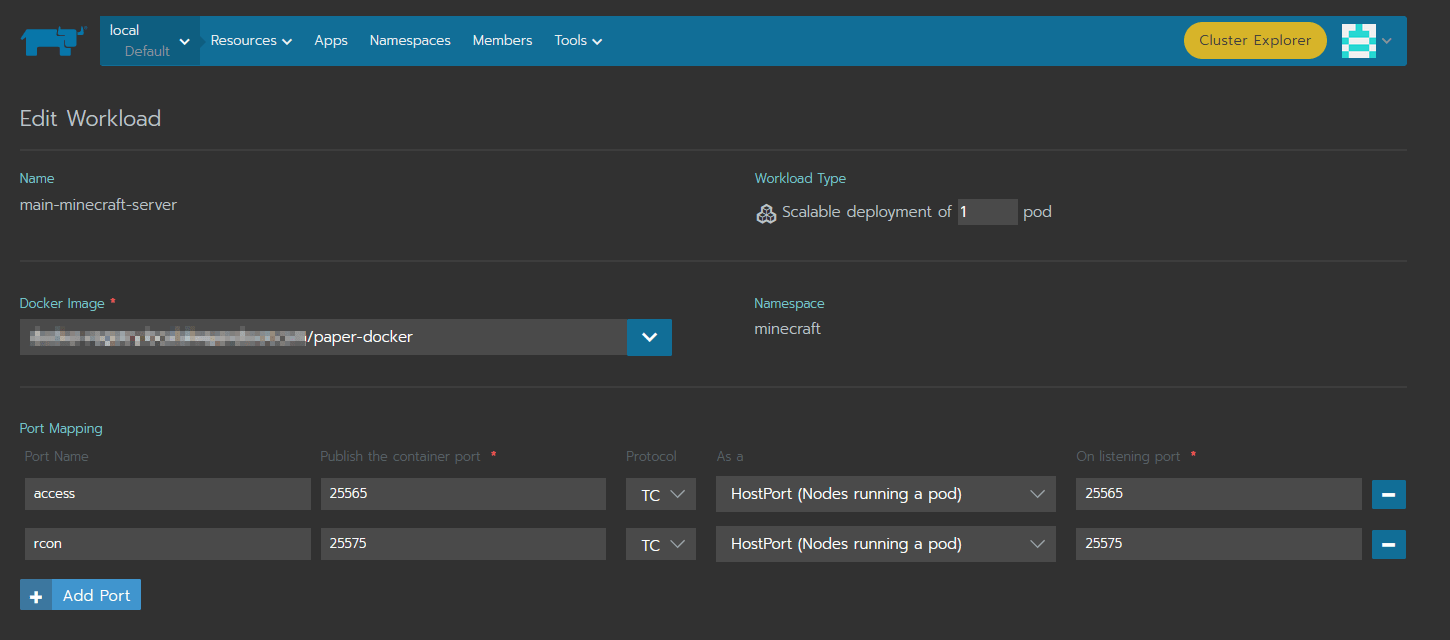 local
Default
Resources
Apps
Namespaces
Members
Tools
Cluster Explorer
Edit Workload
Name
main-minecraft-server
Workload Type
Scalable deployment of 1 pod
Docker Image *
/paper-docker
Namespace
minecraft
Port Mapping
Port Name
Publish the container port *
Protocol
As a
On listening port *
access
25565
TC
HostPort (Nodes running a pod)
25565
rcon
25575
TC
HostPort (Nodes running a pod)
25575
Add Port